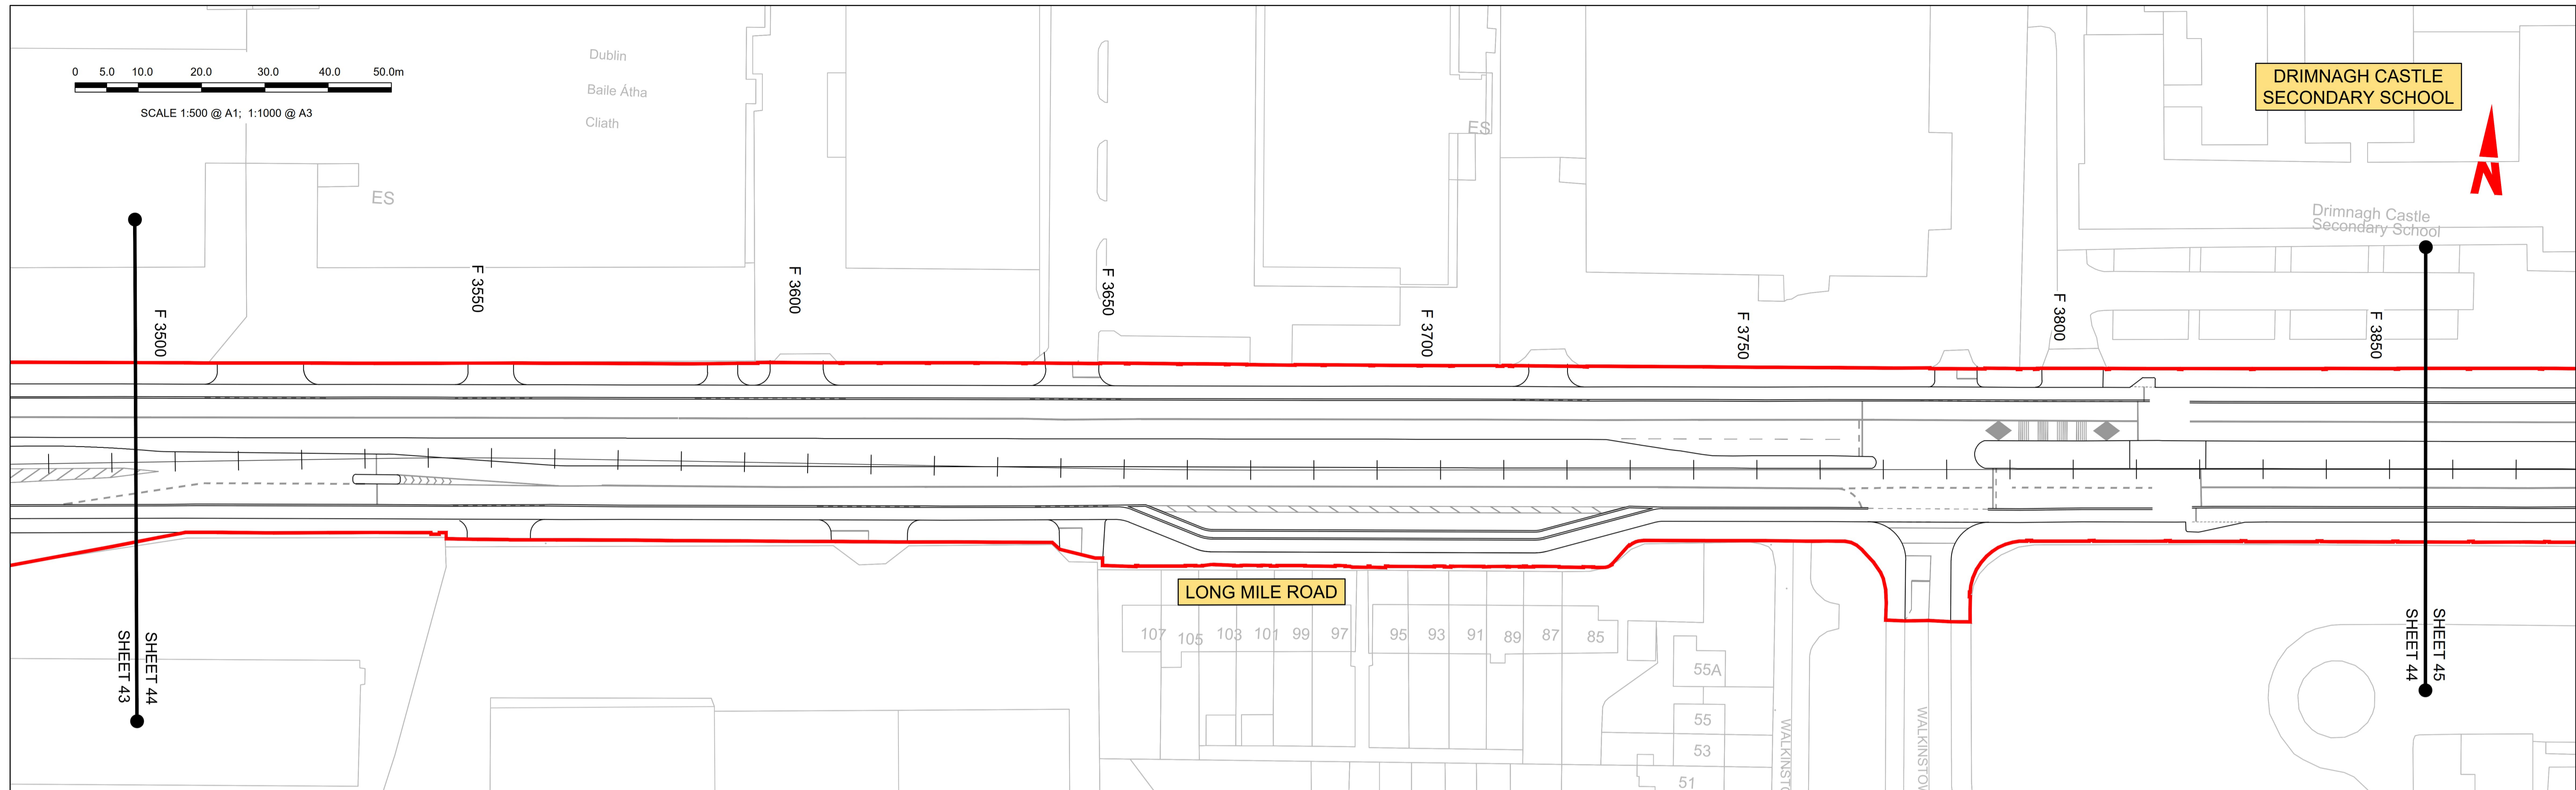 0 5.0 10.0 20.0 30.0 40.0 50.0m
SCALE 1:500 @ A1; 1:1000 @ A3
Dublin
Baile Átha
Cliath
ES
ES
DRIMNAGH CASTLE
SECONDARY SCHOOL
N
Drimnagh Castle
Secondary School
F 3500
F 3550
F 3600
F 3650
F 3700
F 3750
F 3800
F 3850
LONG MILE ROAD
107 105 103 101 99 97 95 93 91 89 87 85
55A
55
53
51
SHEET 44
SHEET 43
SHEET 45
SHEET 44